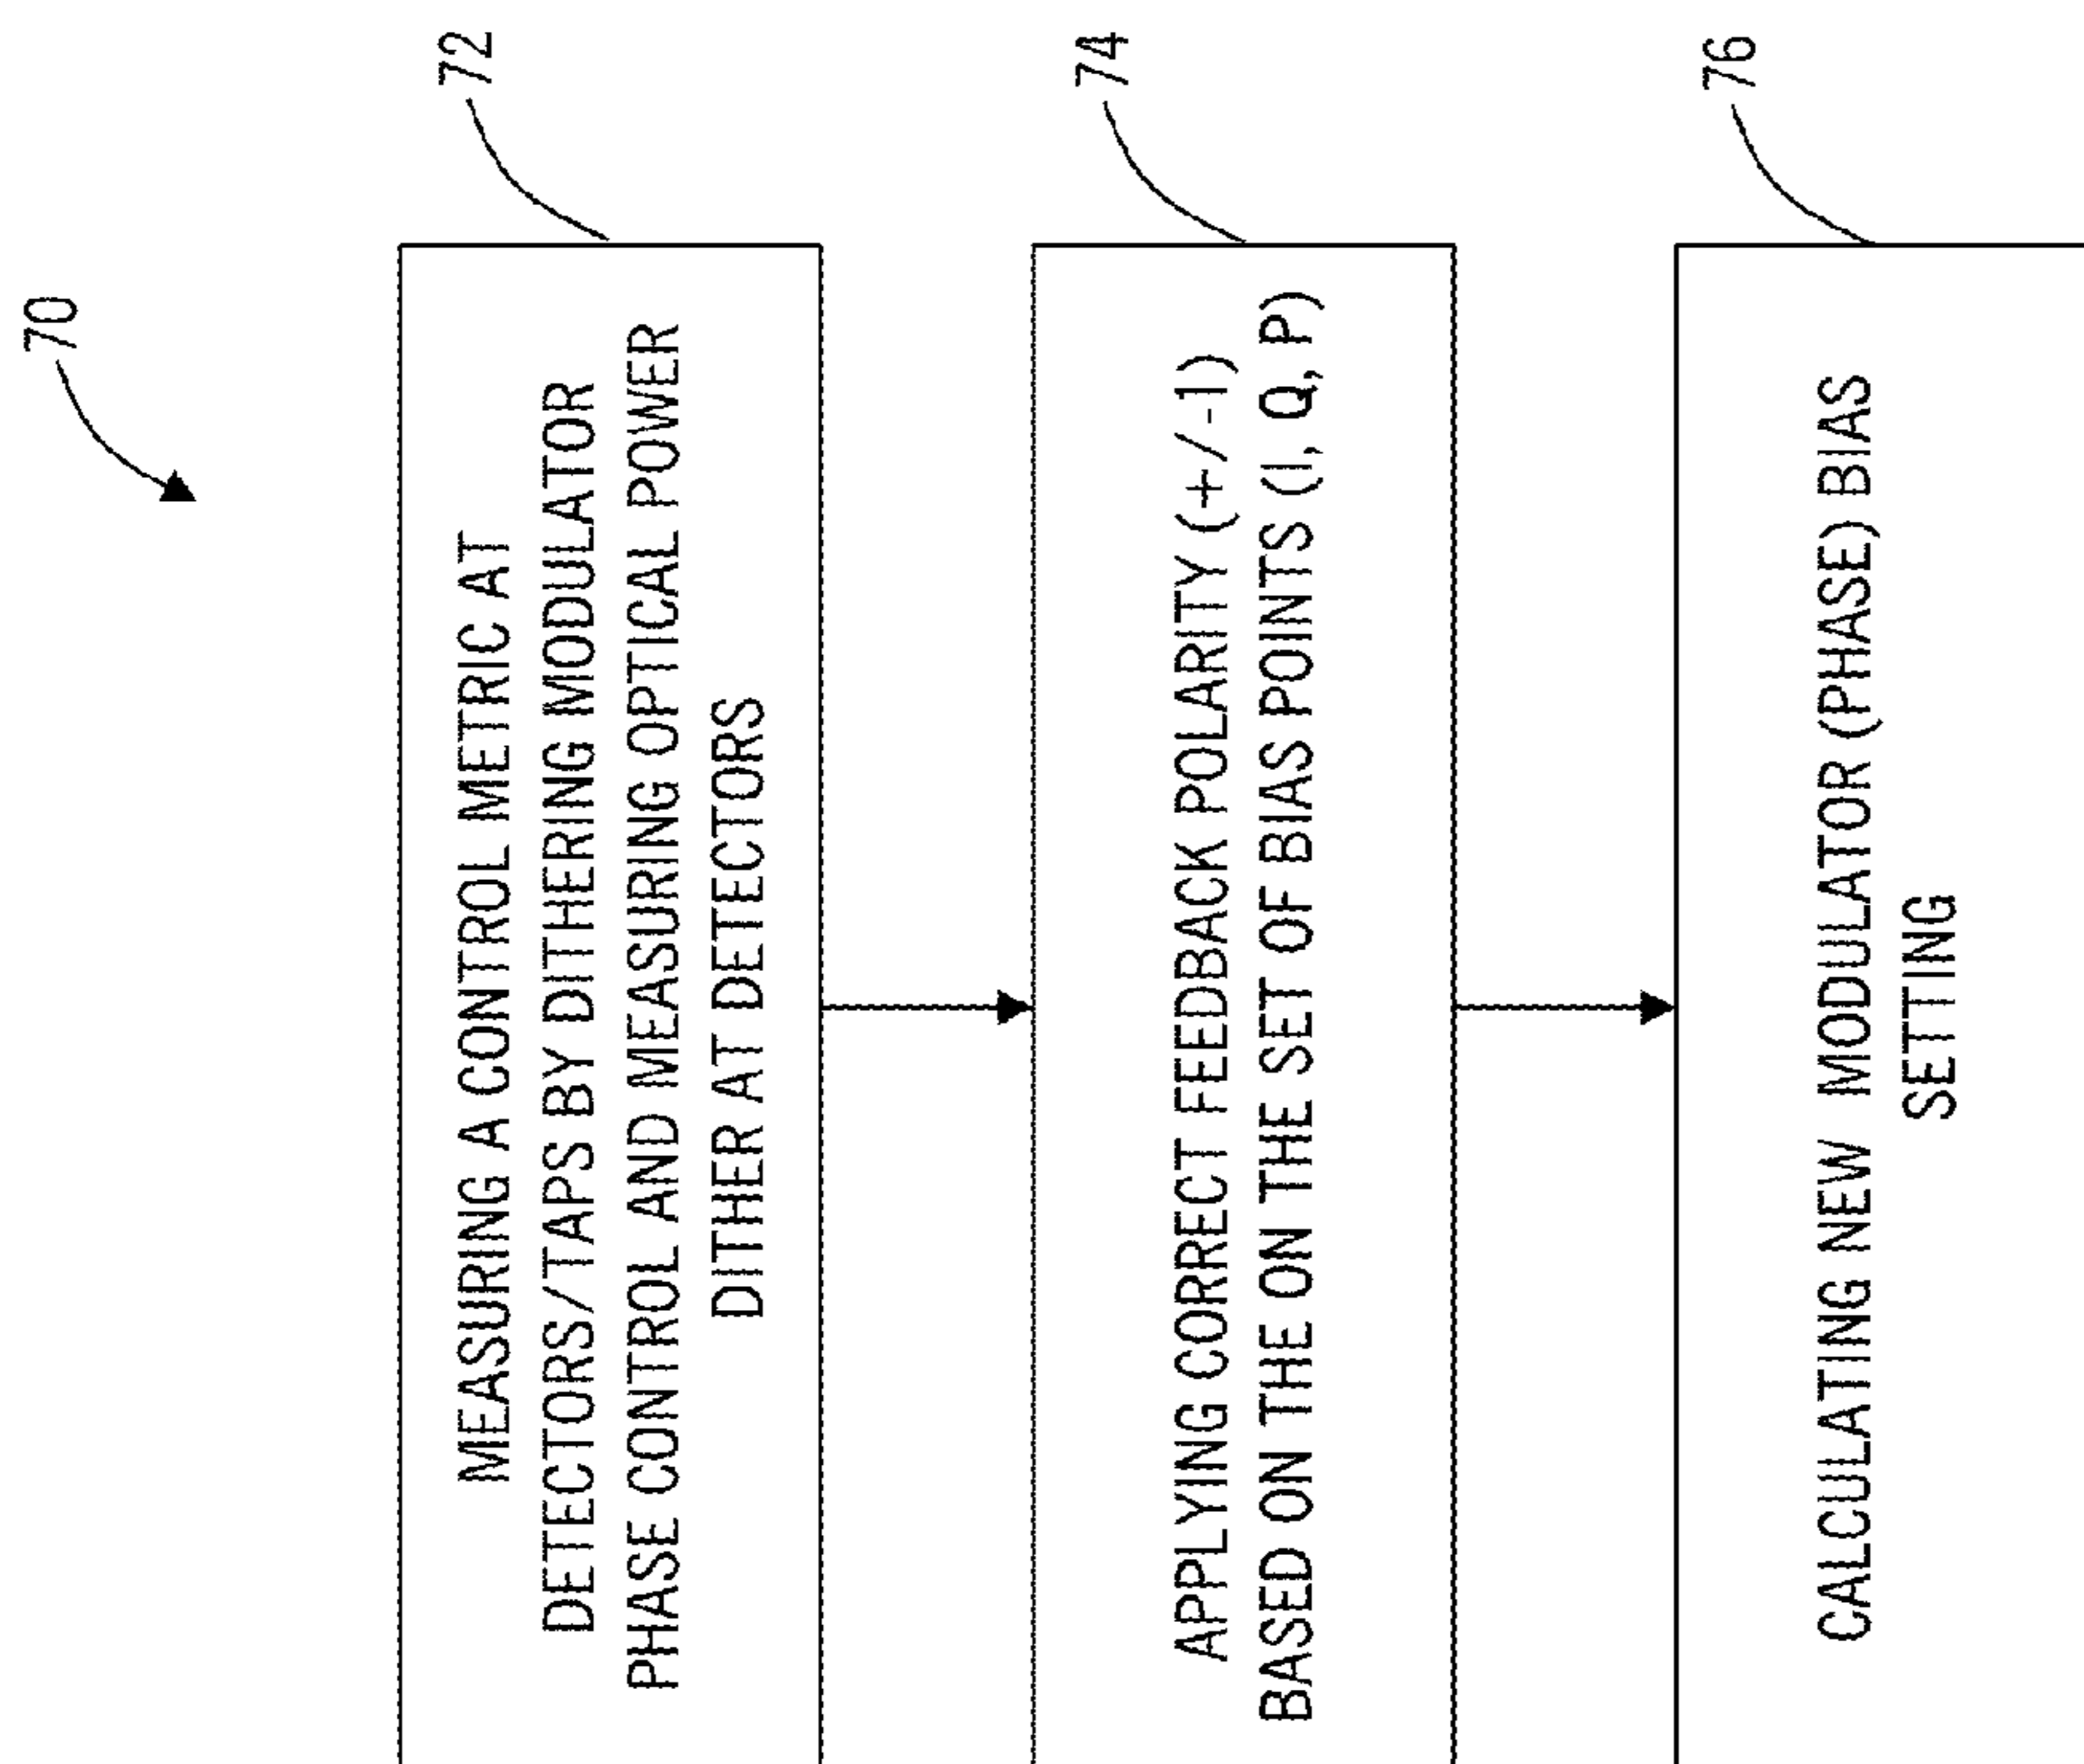 70
72
MEASURING A CONTROL METRIC AT
DETECTORS/TAPS BY DITHERING MODULATOR
PHASE CONTROL AND MEASURING OPTICAL POWER
DITHER AT DETECTORS
74
APPLYING CORRECT FEEDBACK POLARITY (+/-1)
BASED ON THE ON THE SET OF BIAS POINTS (I, Q, P)
76
CALCULATING NEW MODULATOR (PHASE) BIAS
SETTING